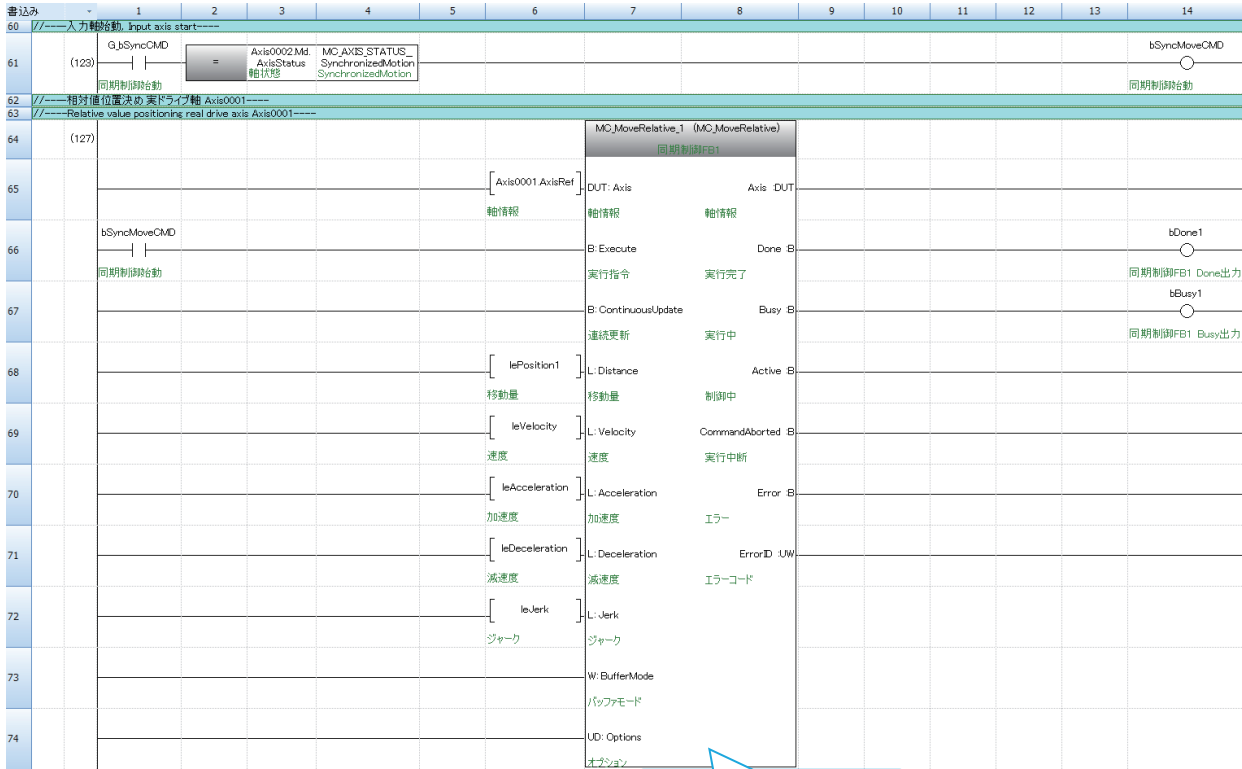 書込み 1 2 3 4 5 6 7 8 9 10 11 12 13 14
60 //----入力軸始動, Input axis start----
G_bSyncCMD bSyncMoveCMD
61 (123) = Axis0002.Md.AxisStatus MC_AXIS_STATUS_SynchronizedMotion
同期制御始動 軸状態 SynchronizedMotion 同期制御始動
62 //----相対値位置決め 実ドライブ軸 Axis0001----
63 //----Relative value positioning real drive axis Axis0001----
64 (127) MC_MoveRelative_1 (MC_MoveRelative)
同期制御FB1
65 Axis0001.AxisRef DUT: Axis Axis :DUT
軸情報 軸情報 軸情報
bSyncMoveCMD bDone1
66 B: Execute Done :B
同期制御始動 実行指令 実行完了 同期制御FB1 Done出力
bBusy1
67 B: ContinuousUpdate Busy :B
連続更新 実行中 同期制御FB1 Busy出力
68 lePosition1 L: Distance Active :B
移動量 移動量 制御中
69 leVelocity L: Velocity CommandAborted :B
速度 速度 実行中断
70 leAcceleration L: Acceleration Error :B
加速度 加速度 エラー
71 leDeceleration L: Deceleration ErrorID :UW
減速度 減速度 エラーコード
72 leJerk L: Jerk
ジャーク ジャーク
73 W: BufferMode
バッファモード
74 UD: Options
オプション